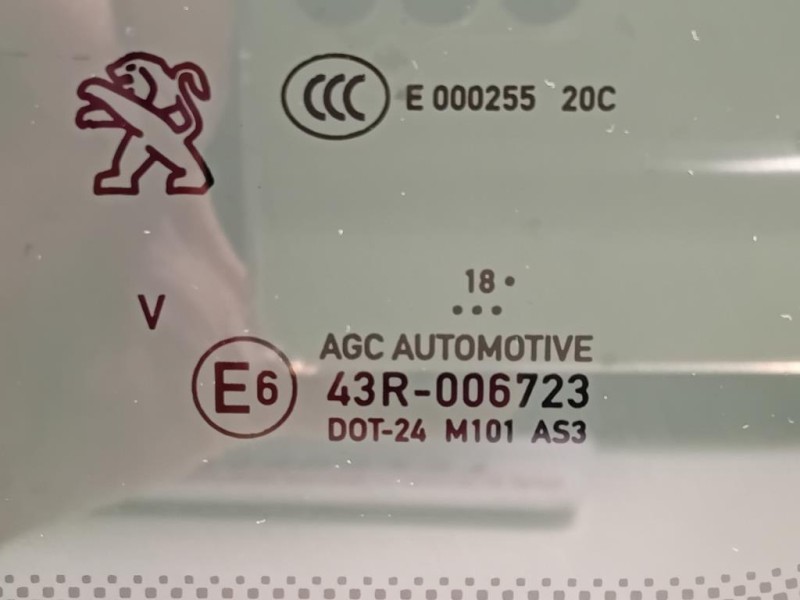 CCC E 000255 20C
18 •
•••
V
AGC AUTOMOTIVE
E6 43R-006723
DOT-24 M101 AS3